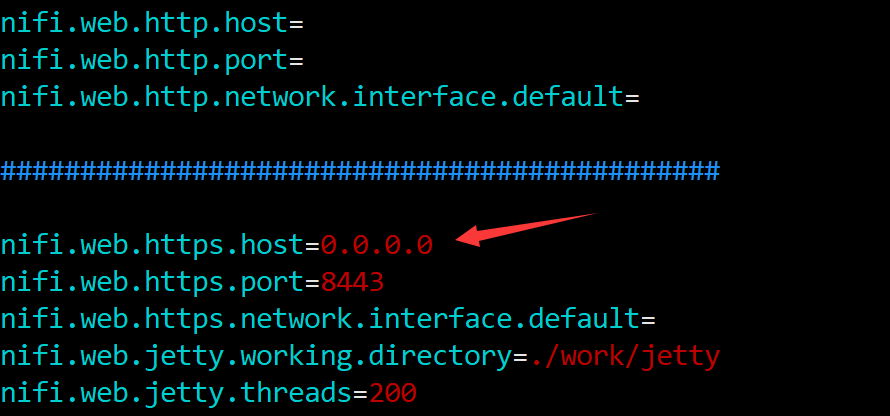 nifi.web.http.host=
nifi.web.http.port=
nifi.web.http.network.interface.default=
#############################################
nifi.web.https.host=0.0.0.0
nifi.web.https.port=8443
nifi.web.https.network.interface.default=
nifi.web.jetty.working.directory=./work/jetty
nifi.web.jetty.threads=200